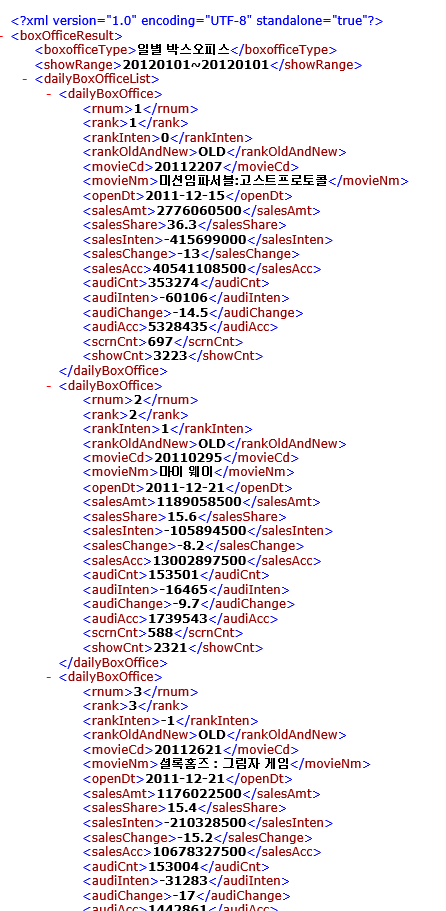 <?xml version="1.0" encoding="UTF-8" standalone="true"?>
- <boxOfficeResult>
<boxofficeType>일별 박스오피스</boxofficeType>
<showRange>20120101~20120101</showRange>
- <dailyBoxOfficeList>
- <dailyBoxOffice>
<rnum>1</rnum>
<rank>1</rank>
<rankInten>0</rankInten>
<rankOldAndNew>OLD</rankOldAndNew>
<movieCd>20112207</movieCd>
<movieNm>미션임파서블:고스트프로토콜</movieNm>
<openDt>2011-12-15</openDt>
<salesAmt>2776060500</salesAmt>
<salesShare>36.3</salesShare>
<salesInten>-415699000</salesInten>
<salesChange>-13</salesChange>
<salesAcc>40541108500</salesAcc>
<audiCnt>353274</audiCnt>
<audiInten>-60106</audiInten>
<audiChange>-14.5</audiChange>
<audiAcc>5328435</audiAcc>
<scrnCnt>697</scrnCnt>
<showCnt>3223</showCnt>
</dailyBoxOffice>
- <dailyBoxOffice>
<rnum>2</rnum>
<rank>2</rank>
<rankInten>1</rankInten>
<rankOldAndNew>OLD</rankOldAndNew>
<movieCd>20110295</movieCd>
<movieNm>마이 웨이</movieNm>
<openDt>2011-12-21</openDt>
<salesAmt>1189058500</salesAmt>
<salesShare>15.6</salesShare>
<salesInten>-105894500</salesInten>
<salesChange>-8.2</salesChange>
<salesAcc>13002897500</salesAcc>
<audiCnt>153501</audiCnt>
<audiInten>-16465</audiInten>
<audiChange>-9.7</audiChange>
<audiAcc>1739543</audiAcc>
<scrnCnt>588</scrnCnt>
<showCnt>2321</showCnt>
</dailyBoxOffice>
- <dailyBoxOffice>
<rnum>3</rnum>
<rank>3</rank>
<rankInten>-1</rankInten>
<rankOldAndNew>OLD</rankOldAndNew>
<movieCd>20112621</movieCd>
<movieNm>셜록홈즈 : 그림자 게임</movieNm>
<openDt>2011-12-21</openDt>
<salesAmt>1176022500</salesAmt>
<salesShare>15.4</salesShare>
<salesInten>-210328500</salesInten>
<salesChange>-15.2</salesChange>
<salesAcc>10678327500</salesAcc>
<audiCnt>153004</audiCnt>
<audiInten>-31283</audiInten>
<audiChange>-17</audiChange>
<audiAcc>1442861</audiAcc>